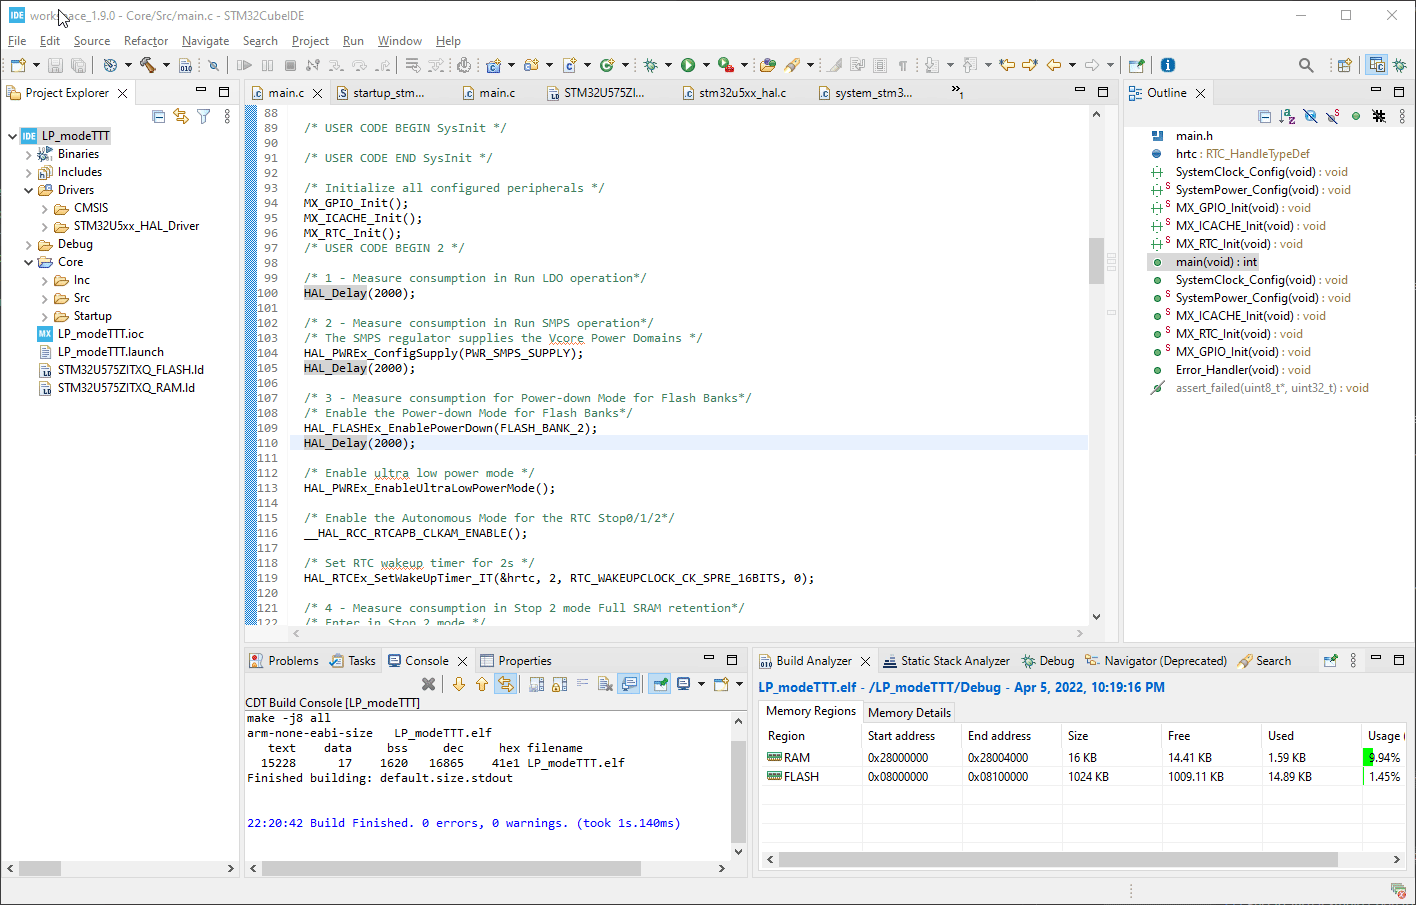 workspace_1.9.0 - Core/Src/main.c - STM32CubeIDE
File Edit Source Refactor Navigate Search Project Run Window Help
Project Explorer
LP_modeTTT
Binaries
Includes
Drivers
CMSIS
STM32U5xx_HAL_Driver
Debug
Core
Inc
Src
Startup
LP_modeTTT.ioc
LP_modeTTT.launch
STM32U575ZITXQ_FLASH.ld
STM32U575ZITXQ_RAM.ld
main.c startup_stm... main.c STM32U575ZI... stm32u5xx_hal.c system_stm3... »1
88
89 /* USER CODE BEGIN SysInit */
90
91 /* USER CODE END SysInit */
92
93 /* Initialize all configured peripherals */
94 MX_GPIO_Init();
95 MX_ICACHE_Init();
96 MX_RTC_Init();
97 /* USER CODE BEGIN 2 */
98
99 /* 1 - Measure consumption in Run LDO operation*/
100 HAL_Delay(2000);
101
102 /* 2 - Measure consumption in Run SMPS operation*/
103 /* The SMPS regulator supplies the Vcore Power Domains */
104 HAL_PWREx_ConfigSupply(PWR_SMPS_SUPPLY);
105 HAL_Delay(2000);
106
107 /* 3 - Measure consumption for Power-down Mode for Flash Banks*/
108 /* Enable the Power-down Mode for Flash Banks*/
109 HAL_FLASHEx_EnablePowerDown(FLASH_BANK_2);
110 HAL_Delay(2000);
111
112 /* Enable ultra low power mode */
113 HAL_PWREx_EnableUltraLowPowerMode();
114
115 /* Enable the Autonomous Mode for the RTC Stop0/1/2*/
116 __HAL_RCC_RTCAPB_CLKAM_ENABLE();
117
118 /* Set RTC wakeup timer for 2s */
119 HAL_RTCEx_SetWakeUpTimer_IT(&hrtc, 2, RTC_WAKEUPCLOCK_CK_SPRE_16BITS, 0);
120
121 /* 4 - Measure consumption in Stop 2 mode Full SRAM retention*/
122 /* Enter in Stop 2 mode */
Outline
main.h
hrtc : RTC_HandleTypeDef
SystemClock_Config(void) : void
SystemPower_Config(void) : void
MX_GPIO_Init(void) : void
MX_ICACHE_Init(void) : void
MX_RTC_Init(void) : void
main(void) : int
SystemClock_Config(void) : void
SystemPower_Config(void) : void
MX_ICACHE_Init(void) : void
MX_RTC_Init(void) : void
MX_GPIO_Init(void) : void
Error_Handler(void) : void
assert_failed(uint8_t*, uint32_t) : void
Problems Tasks Console Properties
CDT Build Console [LP_modeTTT]
make -j8 all
arm-none-eabi-size LP_modeTTT.elf
text data bss dec hex filename
15228 17 1620 16865 41e1 LP_modeTTT.elf
Finished building: default.size.stdout
22:20:42 Build Finished. 0 errors, 0 warnings. (took 1s.140ms)
Build Analyzer Static Stack Analyzer Debug Navigator (Deprecated) Search
LP_modeTTT.elf - /LP_modeTTT/Debug - Apr 5, 2022, 10:19:16 PM
Memory Regions Memory Details
Region Start address End address Size Free Used Usage (
RAM 0x28000000 0x28004000 16 KB 14.41 KB 1.59 KB 9.94%
FLASH 0x08000000 0x08100000 1024 KB 1009.11 KB 14.89 KB 1.45%